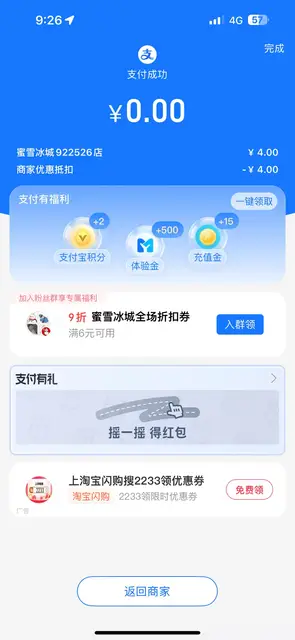 9:26
4G
57
完成
支
支付成功
¥0.00
蜜雪冰城922526店
¥ 4.00
商家优惠抵扣
-¥ 4.00
支付有福利
一键领取
+2
+500
+15
支付宝积分
体验金
充值金
加入粉丝群享专属福利
9折 蜜雪冰城全场折扣券
满6元可用
入群领
支付有礼
摇一摇 得红包
上淘宝闪购搜2233领优惠券
淘宝闪购
2233领限时优惠券
免费领
广告
返回商家